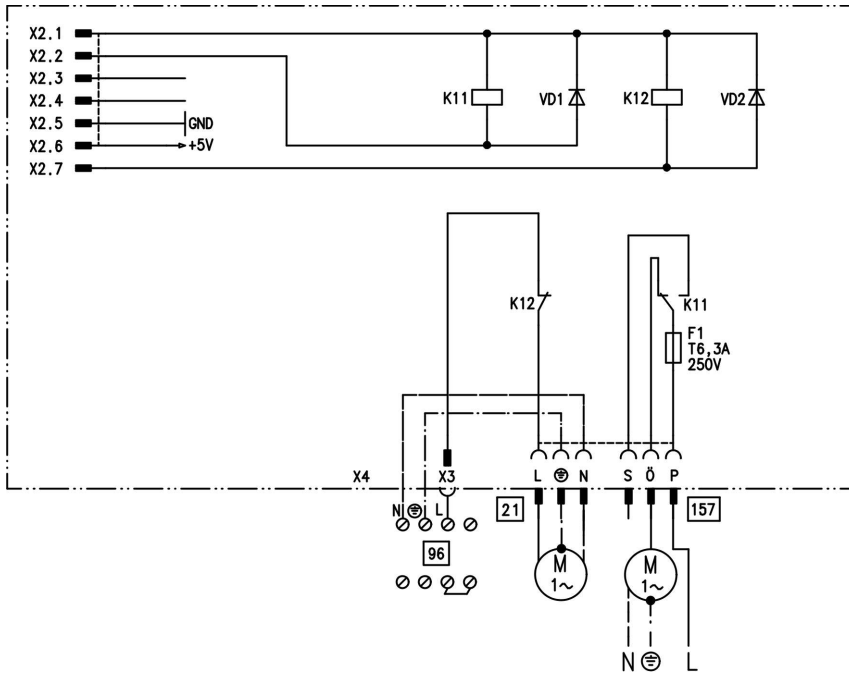 X2.1
X2.2
X2.3
X2.4
X2.5
X2.6
X2.7
GND
+5V
K11
VD1
K12
VD2
K12
K11
F1
T6,3A
250V
X4
X3
L
N
S Ö P
N
L
21
157
96
M
1~
M
1~
N
L